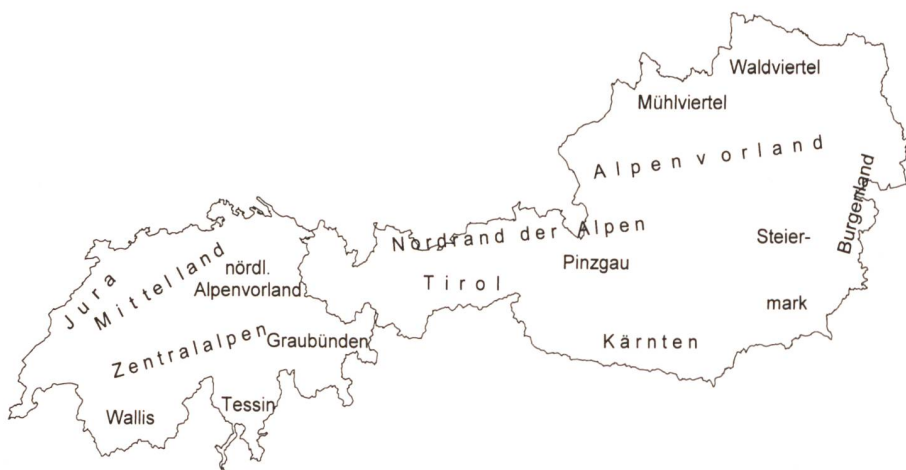 Waldviertel
Mühlviertel
Alpenvorland
Burgenland
Nordrand der Alpen
Steier-
Pinzgau
nördl.
Alpenvorland
Jura
Mittelland
Tirol
mark
Zentralalpen
Graubünden
Kärnten
Wallis
Tessin